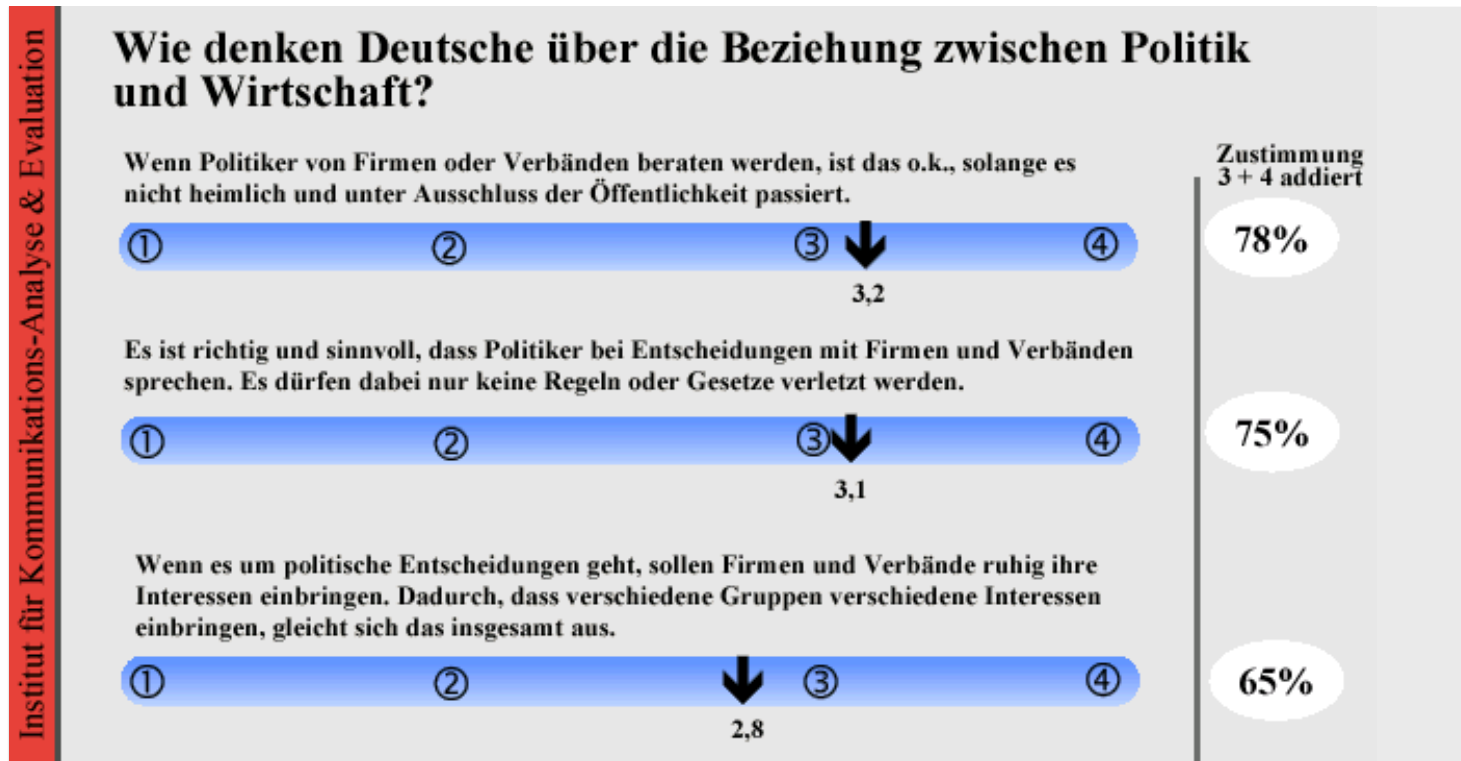 Institut für Kommunikations-Analyse & Evaluation
Wie denken Deutsche über die Beziehung zwischen Politik
und Wirtschaft?
Wenn Politiker von Firmen oder Verbänden beraten werden, ist das o.k., solange es
nicht heimlich und unter Ausschluss der Öffentlichkeit passiert.
Zustimmung
3 + 4 addiert
① ② ③ ④
78%
3,2
Es ist richtig und sinnvoll, dass Politiker bei Entscheidungen mit Firmen und Verbänden
sprechen. Es dürfen dabei nur keine Regeln oder Gesetze verletzt werden.
① ② ③ ④
75%
3,1
Wenn es um politische Entscheidungen geht, sollen Firmen und Verbände ruhig ihre
Interessen einbringen. Dadurch, dass verschiedene Gruppen verschiedene Interessen
einbringen, gleicht sich das insgesamt aus.
① ② ③ ④
65%
2,8